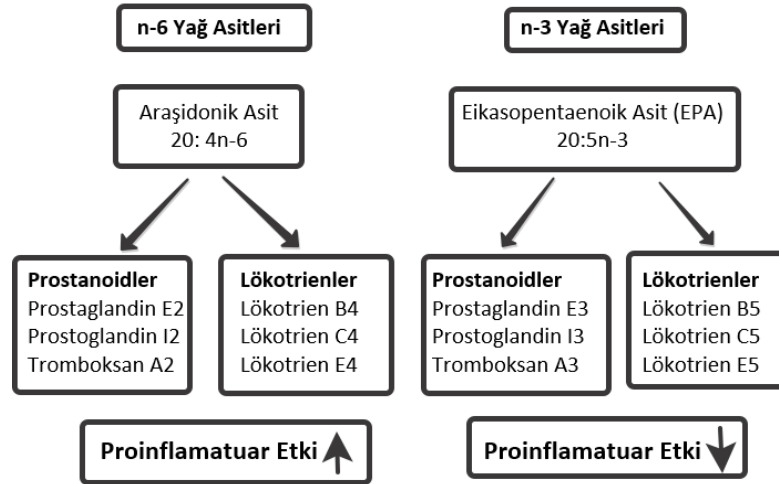 n-6 Yağ Asitleri
Araşidonik Asit
20: 4n-6
Prostanoidler
Prostaglandin E2
Prostoglandin I2
Tromboksan A2
Lökotrienler
Lökotrien B4
Lökotrien C4
Lökotrien E4
Proinflamatuar Etki
n-3 Yağ Asitleri
Eikasopentaenoik Asit (EPA)
20:5n-3
Prostanoidler
Prostaglandin E3
Prostoglandin I3
Tromboksan A3
Lökotrienler
Lökotrien B5
Lökotrien C5
Lökotrien E5
Proinflamatuar Etki